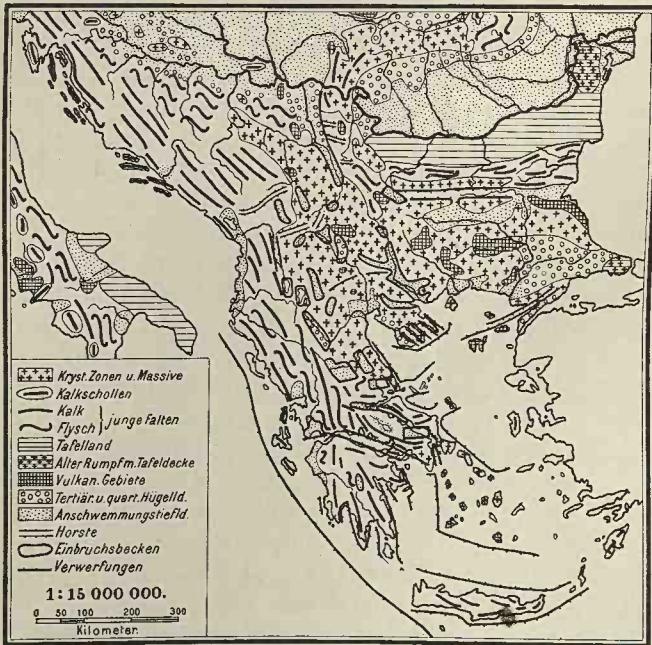 Kryst. Zonen u. Massive
Kalkschollen
Kalk
Flysch
junge Falten
Tafelland
Alter Rumpf m. Tafeldecke
Vulkan. Gebiete
Tertiär. u. quart. Hügelld.
Anschwemmungstiefld.
Horste
Einbruchsbecken
Verwerfungen
1:15 000 000.
0 50 100 200 300
Kilometer.